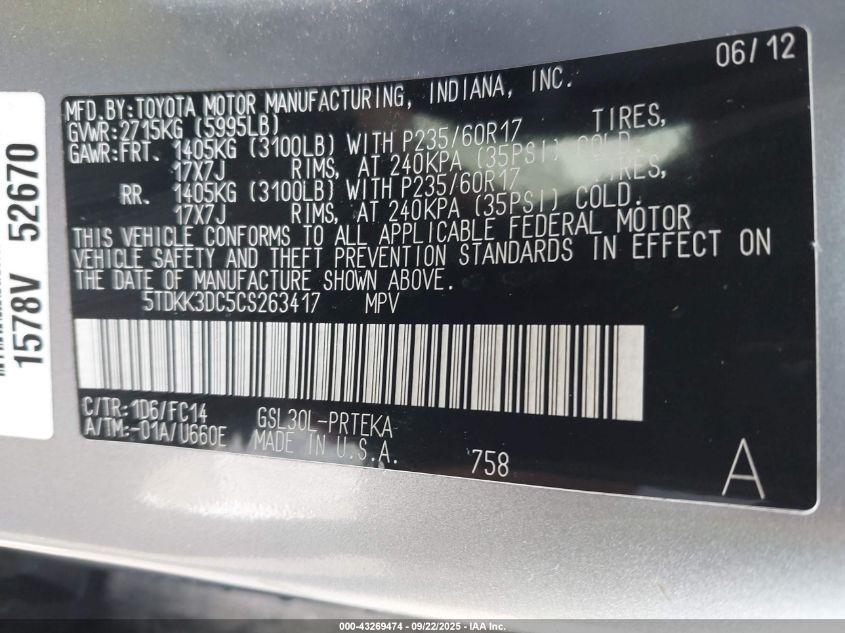 06/12
MFD.BY:TOYOTA MOTOR MANUFACTURING, INDIANA, INC.
GVWR:2715KG (5995LB)
GAWR:FRT. 1405KG (3100LB) WITH P235/60R17 TIRES,
17X7J RIMS, AT 240KPA (35PSI) COLD.
RR. 1405KG (3100LB) WITH P235/60R17 TIRES,
17X7J RIMS, AT 240KPA (35PSI) COLD.
THIS VEHICLE CONFORMS TO ALL APPLICABLE FEDERAL MOTOR
VEHICLE SAFETY AND THEFT PREVENTION STANDARDS IN EFFECT ON
THE DATE OF MANUFACTURE SHOWN ABOVE.
5TDKK3DC5CS263417 MPV
C/TR:1D6/FC14 GSL30L-PRTEKA
A/TM:-01A/U660E MADE IN U.S.A. 758 A
1578V 52670
000-43269474 - 09/22/2025 - IAA Inc.